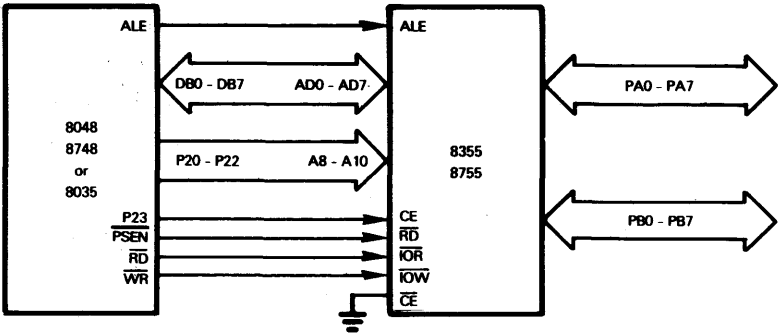 ALE ALE
DB0 - DB7 AD0 - AD7
PA0 - PA7
8048
8748
or
8035
P20 - P22 A8 - A10
8355
8755
P23 CE
PSEN RD
RD IOR
WR IOW
CE
PB0 - PB7